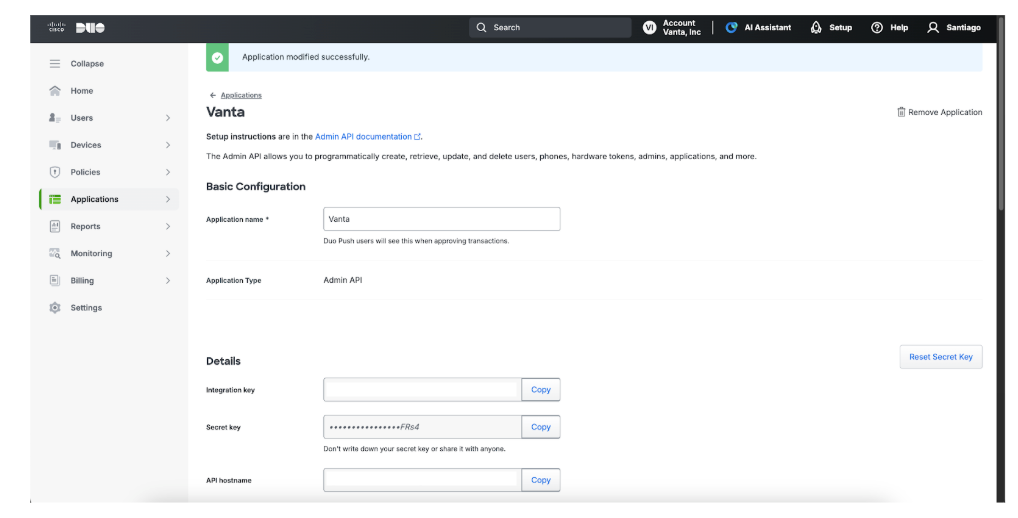 CISCO DUO
Search
VI Account Vanta, Inc
AI Assistant
Setup
Help
Santiago
Collapse
Home
Users
Devices
Policies
Applications
Reports
Monitoring
Billing
Settings
Application modified successfully.
← Applications
Vanta
Remove Application
Setup instructions are in the Admin API documentation.
The Admin API allows you to programmatically create, retrieve, update, and delete users, phones, hardware tokens, admins, applications, and more.
Basic Configuration
Application name * Vanta
Duo Push users will see this when approving transactions.
Application Type Admin API
Details
Reset Secret Key
Integration key Copy
Secret key ••••••••••••••••FRs4 Copy
Don't write down your secret key or share it with anyone.
API hostname Copy